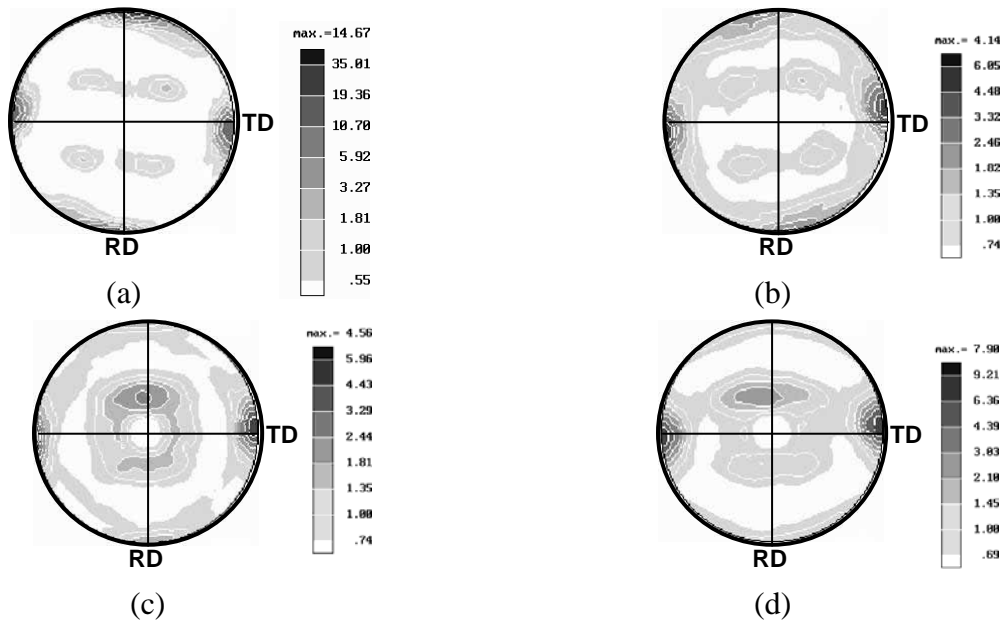 max.=14.67
35.01
19.36
10.70
5.92
3.27
1.81
1.00
.55
TD
RD
(a)
max.= 4.14
6.05
4.48
3.32
2.46
1.82
1.35
1.00
.74
TD
RD
(b)
max.= 4.56
5.96
4.43
3.29
2.44
1.81
1.35
1.00
.74
TD
RD
(c)
max.= 7.90
9.21
6.36
4.39
3.03
2.10
1.45
1.00
.69
TD
RD
(d)